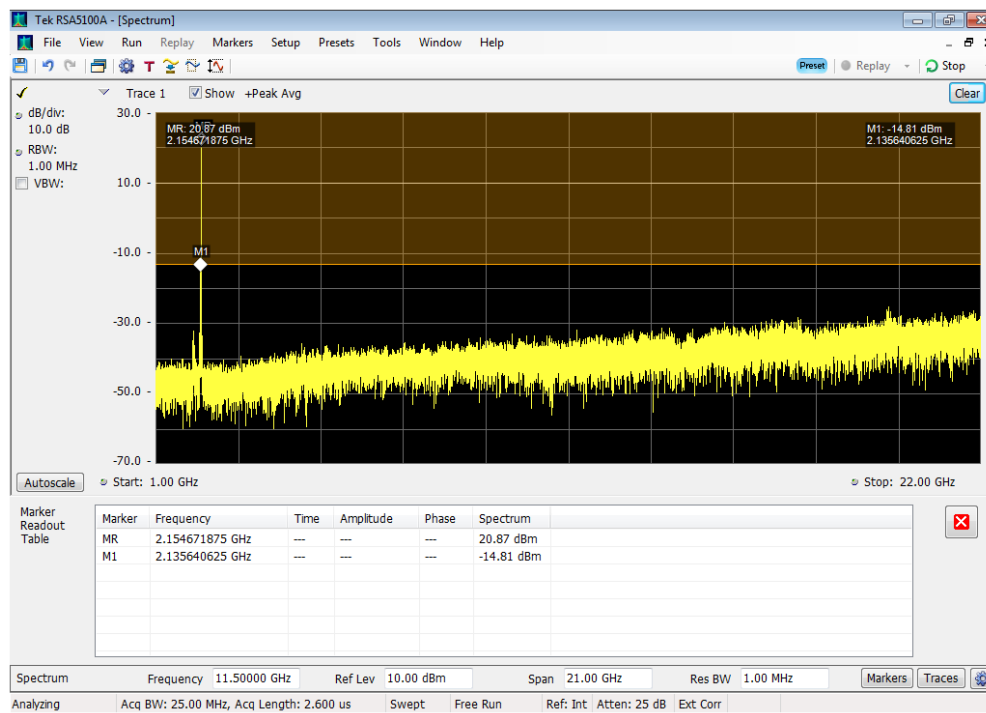 Tek RSA5100A - [Spectrum]
File View Run Replay Markers Setup Presets Tools Window Help
Preset Replay Stop
Trace 1 Show +Peak Avg Clear
dB/div:
10.0 dB
RBW:
1.00 MHz
VBW:
30.0 -
10.0 -
-10.0 -
-30.0 -
-50.0 -
-70.0 -
MR: 20.87 dBm
2.154671875 GHz
M1: -14.81 dBm
2.135640625 GHz
M1
Autoscale Start: 1.00 GHz Stop: 22.00 GHz
Marker
Readout
Table
Marker Frequency Time Amplitude Phase Spectrum
MR 2.154671875 GHz --- --- --- 20.87 dBm
M1 2.135640625 GHz --- --- --- -14.81 dBm
Spectrum Frequency 11.50000 GHz Ref Lev 10.00 dBm Span 21.00 GHz Res BW 1.00 MHz Markers Traces
Analyzing Acq BW: 25.00 MHz, Acq Length: 2.600 us Swept Free Run Ref: Int Atten: 25 dB Ext Corr